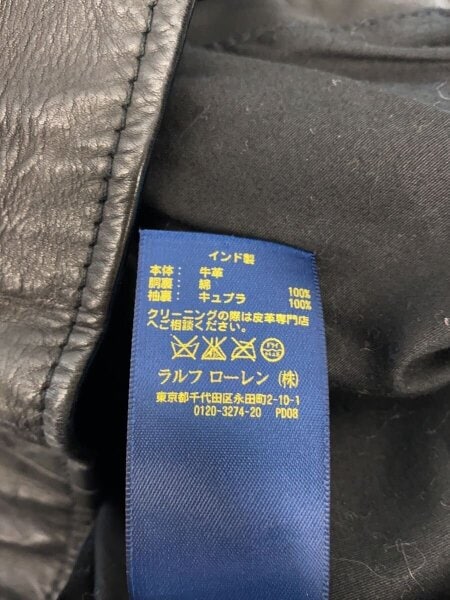 インド製
本体： 牛革
胴裏： 綿 100%
袖裏： キュプラ 100%
クリーニングの際は皮革専門店
へご相談ください。
ラルフ ローレン (株)
東京都千代田区永田町2-10-1
0120-3274-20 PD08